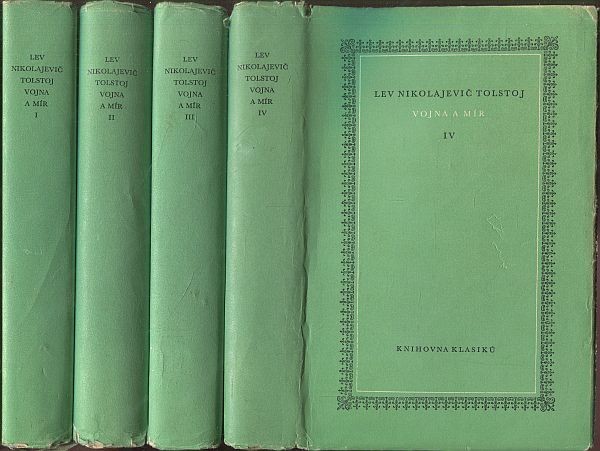 LEV
NIKOLAJEVIČ
TOLSTOJ
VOJNA
A MÍR
I
LEV
NIKOLAJEVIČ
TOLSTOJ
VOJNA
A MÍR
II
LEV
NIKOLAJEVIČ
TOLSTOJ
VOJNA
A MÍR
III
LEV
NIKOLAJEVIČ
TOLSTOJ
VOJNA
A MÍR
IV
LEV NIKOLAJEVIČ TOLSTOJ
VOJNA A MÍR
IV
KNIHOVNA KLASIKŮ